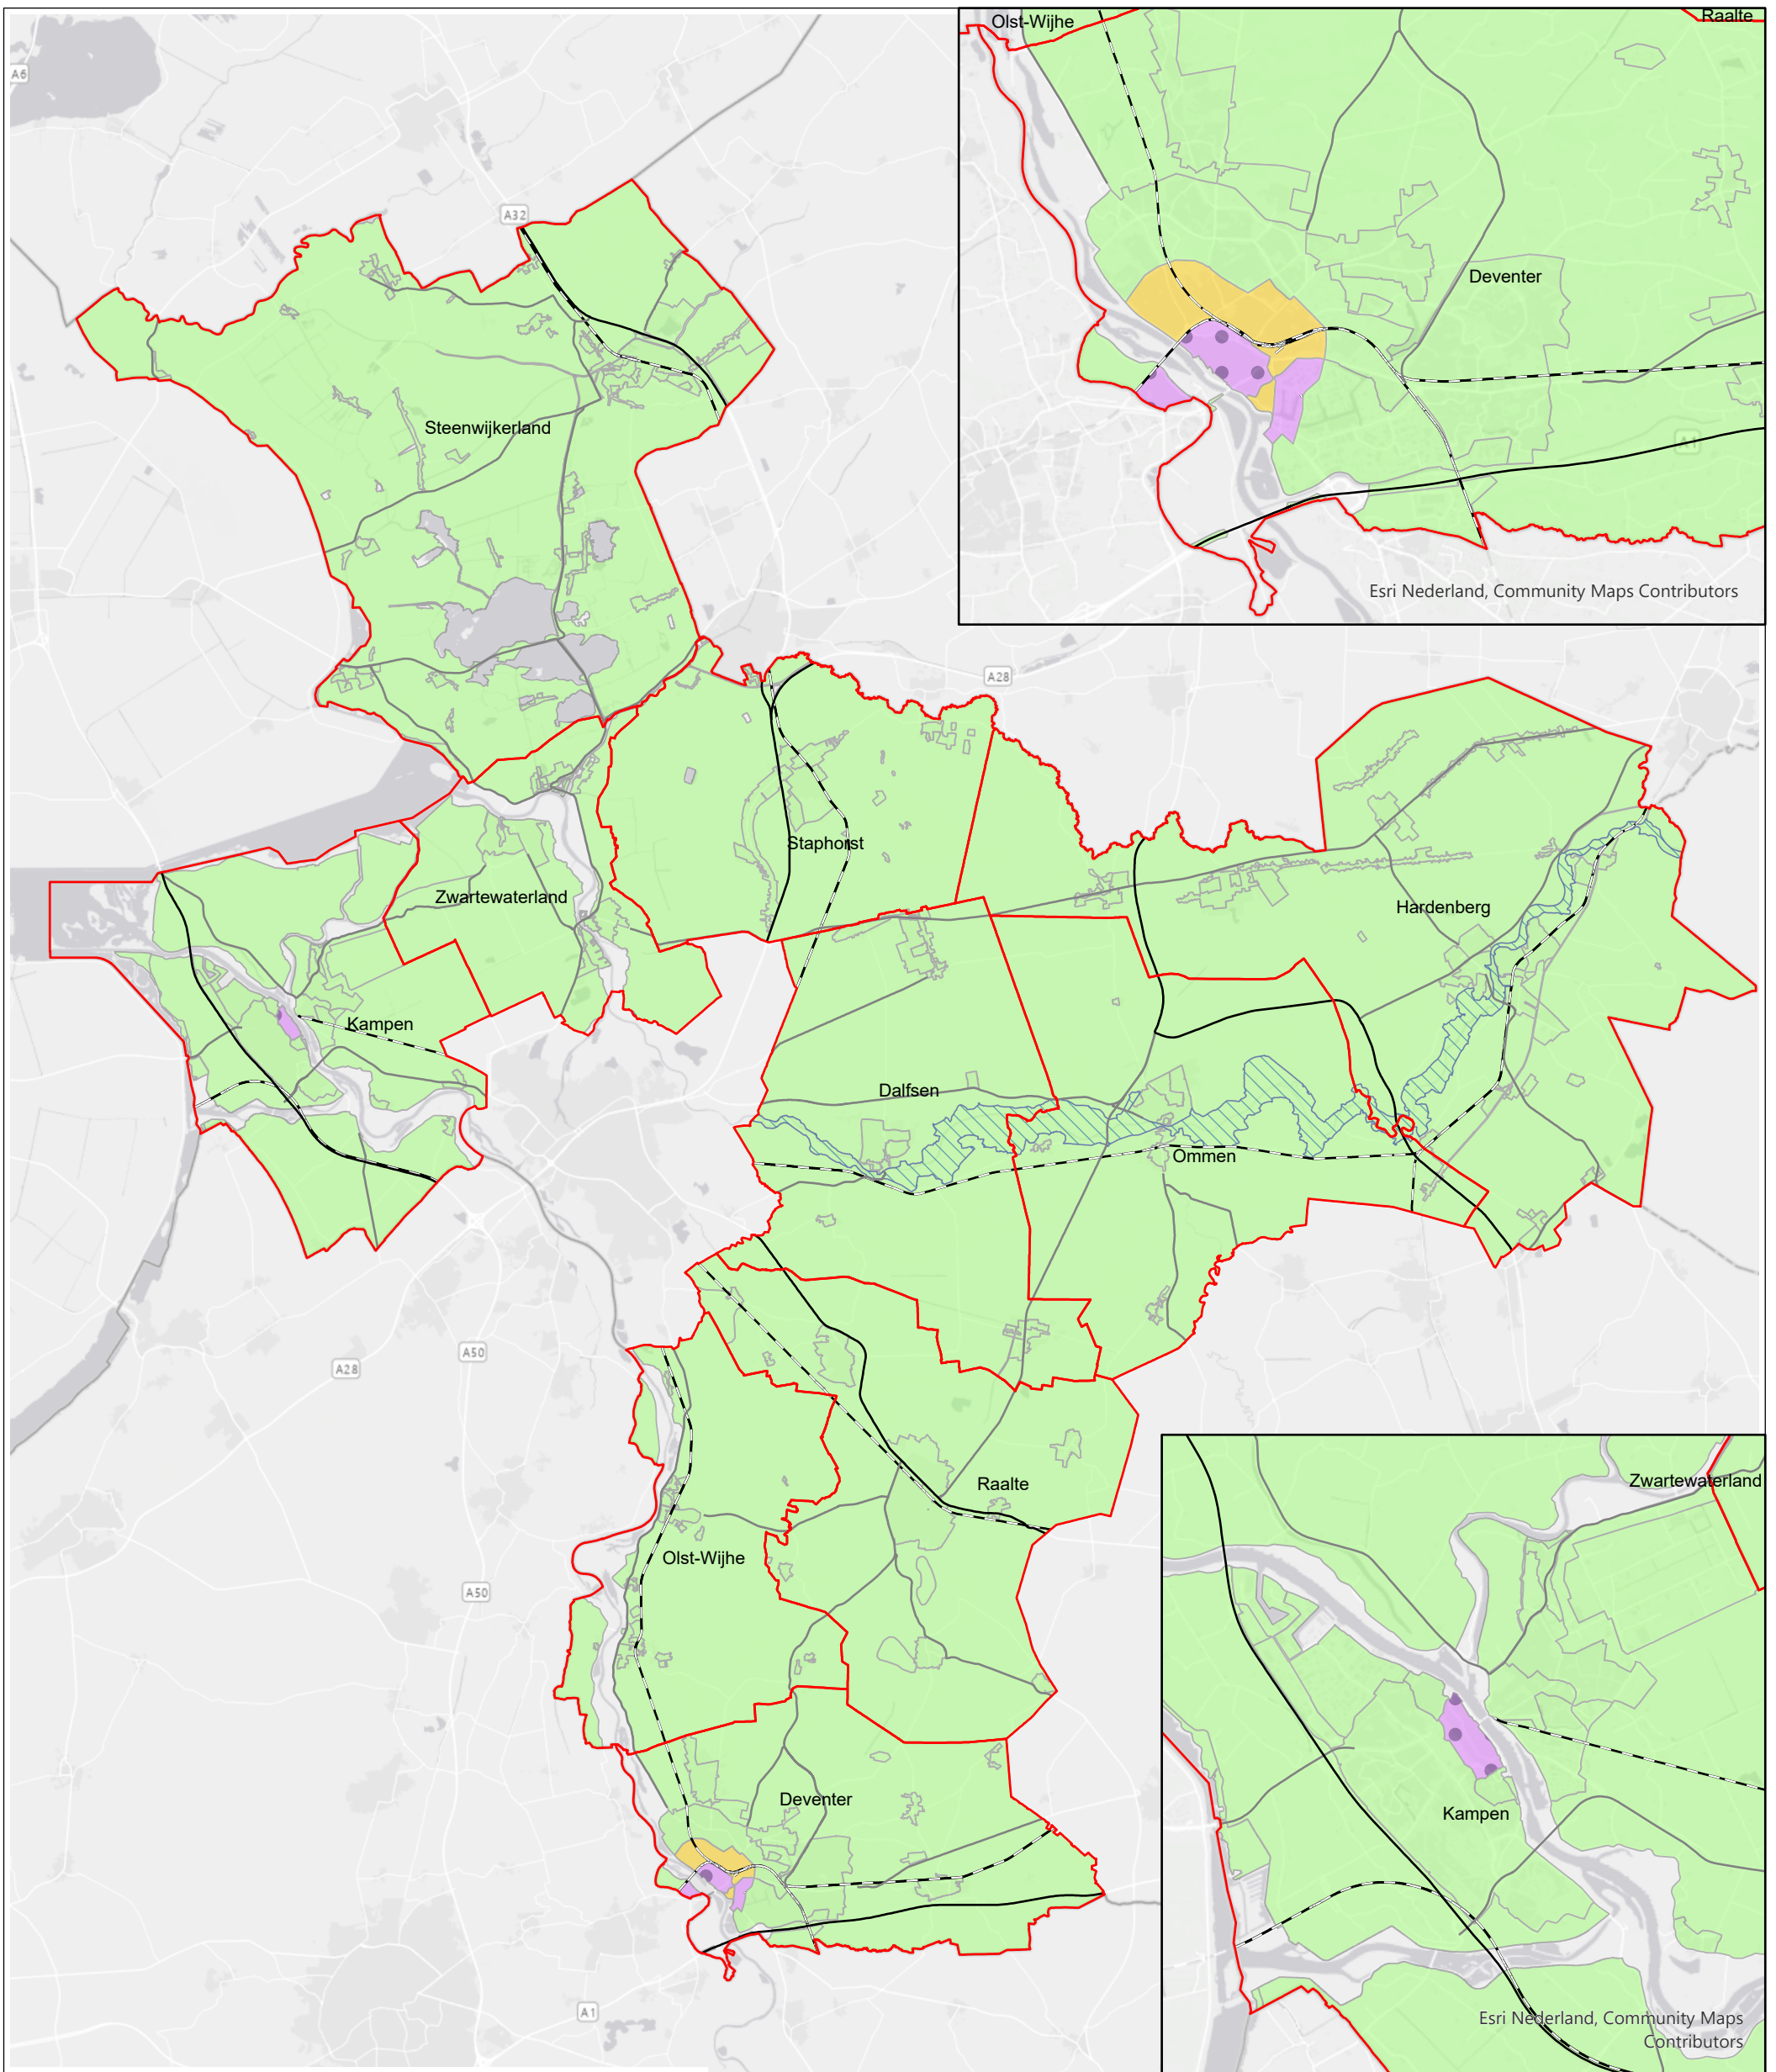 Olst-Wijhe
Raalte
A6
A32
Deventer
Steenwijkerland
A1
Esri Nederland, Community Maps Contributors
A28
Staphorst
Zwartewaterland
Hardenberg
Kampen
Dalfsen
Ommen
A50
A28
Raalte
Zwartewaterland
Olst-Wijhe
A50
Deventer
Kampen
A1
Esri Nederland, Community Maps
Contributors